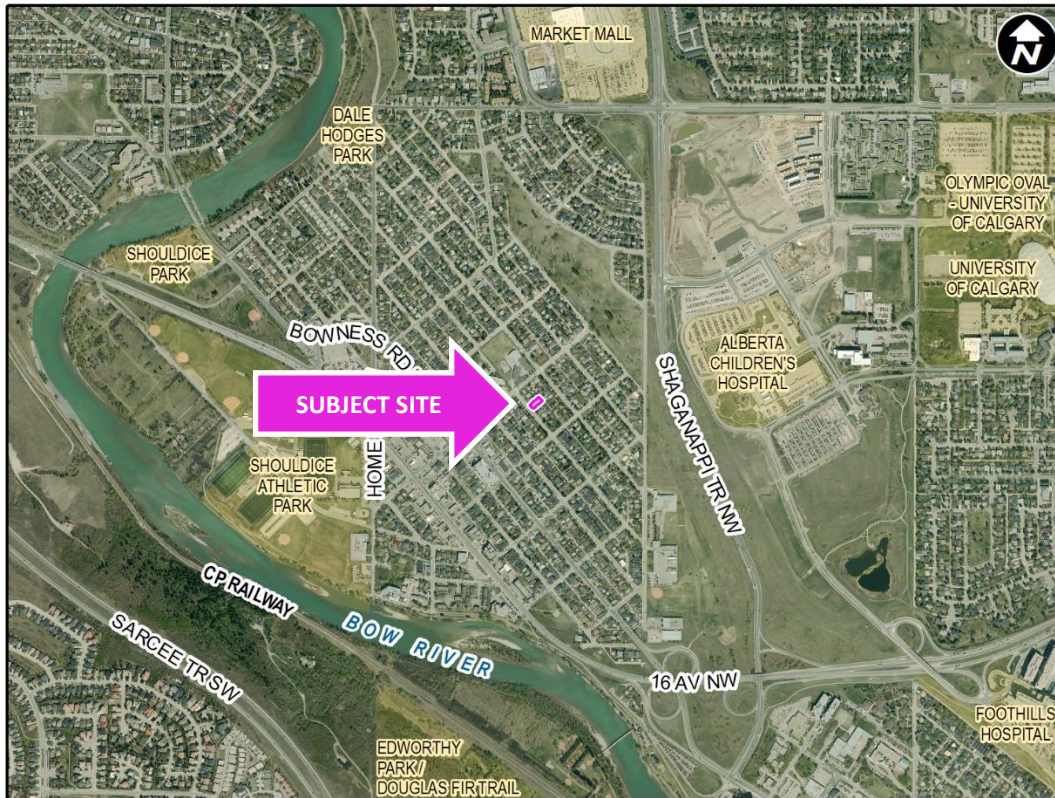 MARKET MALL
N
DALE
HODGES
PARK
OLYMPIC OVAL
- UNIVERSITY
OF CALGARY
SHOULDICE
PARK
UNIVERSITY
OF CALGARY
BOWNESS RD
ALBERTA
CHILDREN'S
HOSPITAL
SHAGANAPPI TR NW
SUBJECT SITE
HOME
SHOULDICE
ATHLETIC
PARK
CP RAILWAY
BOW RIVER
SARCEE TR SW
16 AV NW
FOOTHILLS
HOSPITAL
EDWORTHY
PARK /
DOUGLAS FIR TRAIL